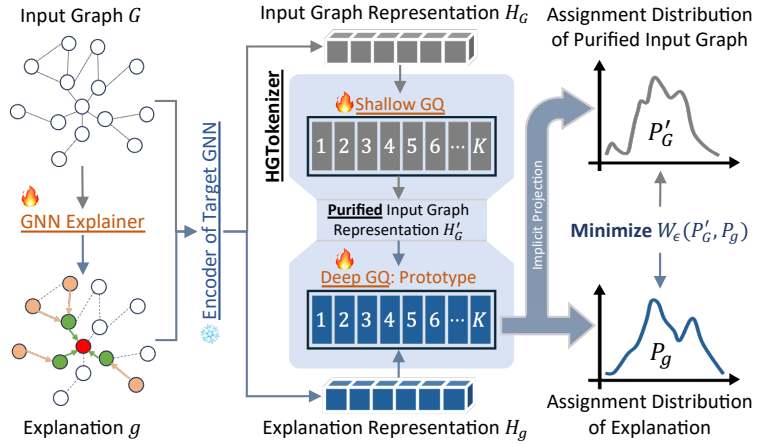 Input Graph G
GNN Explainer
Explanation g
Encoder of Target GNN
Input Graph Representation H_G
HGTokenizer
Shallow GQ
1 2 3 4 5 6 ... K
Purified Input Graph
Representation H'_G
Deep GQ: Prototype
1 2 3 4 5 6 ... K
Explanation Representation H_g
Implicit Projection
Assignment Distribution
of Purified Input Graph
P'_G
Minimize W_ϵ(P'_G, P_g)
P_g
Assignment Distribution
of Explanation